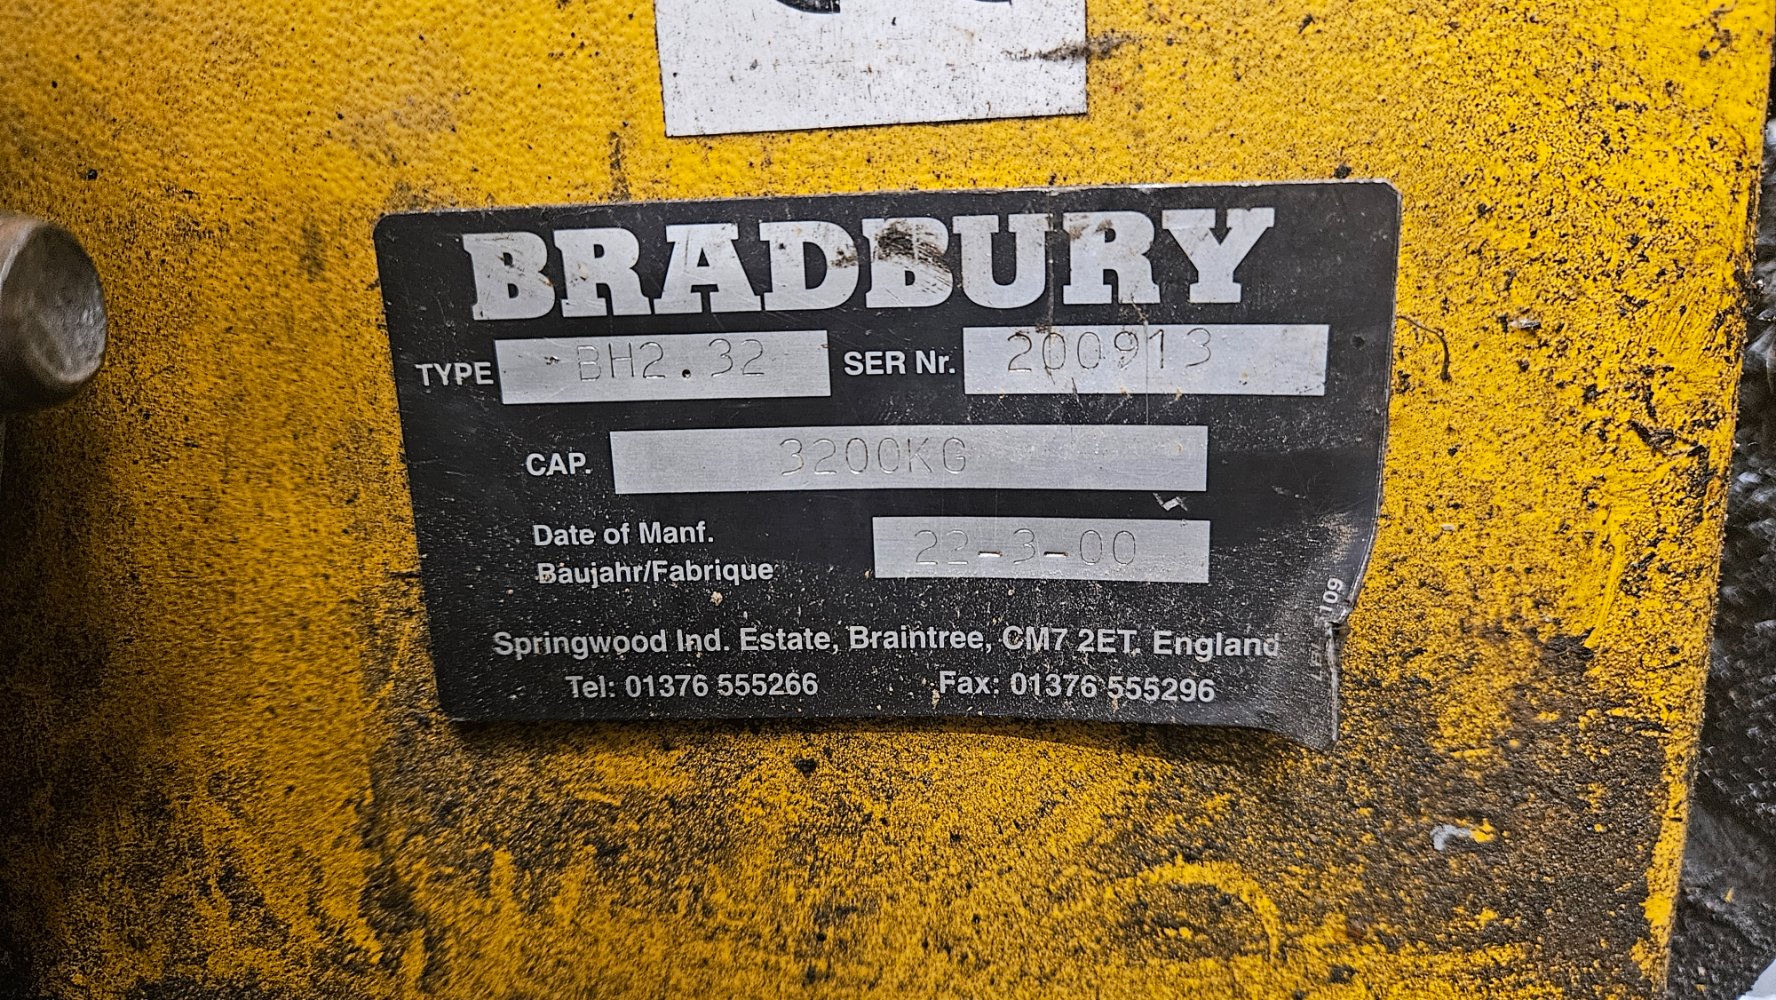 BRADBURY
TYPE BH2.32 SER Nr. 200913
CAP. 3200KG
Date of Manf. 22-3-00
Baujahr/Fabrique
Springwood Ind. Estate, Braintree, CM7 2ET. England
Tel: 01376 555266 Fax: 01376 555296
109